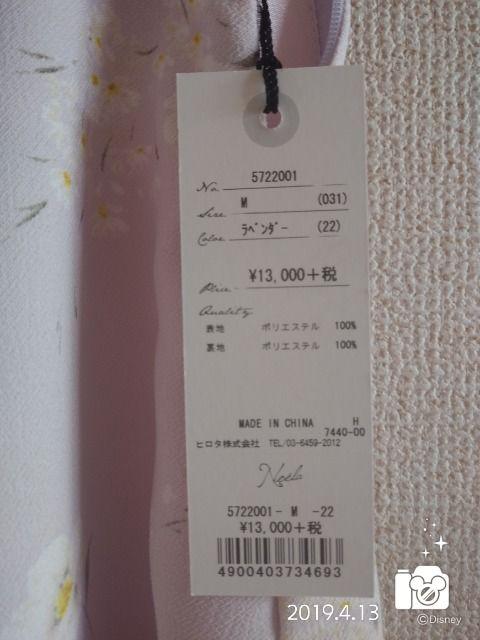 No. 5722001
Size M (031)
Color ﾗﾍﾞﾝﾀﾞｰ (22)
Price ¥13,000+税
Quality
表地 ポリエステル 100%
裏地 ポリエステル 100%
MADE IN CHINA H
7440-00
ヒロタ株式会社 TEL/03-6459-2012
Noela
5722001- M -22
¥13,000+税
4900403734693
2019.4.13
©Disney